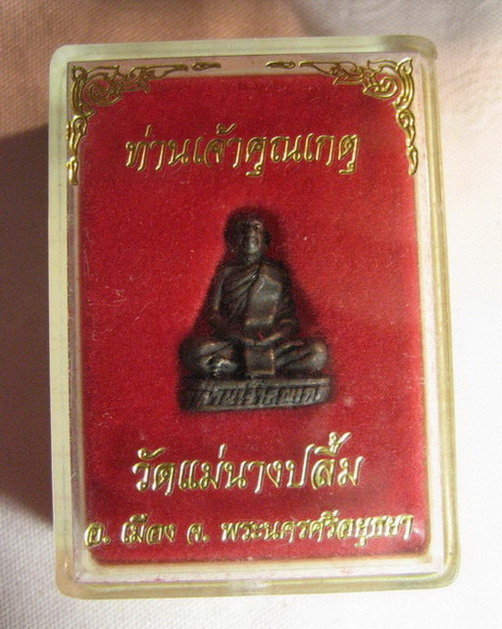 ท่านเจ้าคุณเกตุ
วัดแม่นางปลื้ม
อ. เมือง จ. พระนครศรีอยุธยา